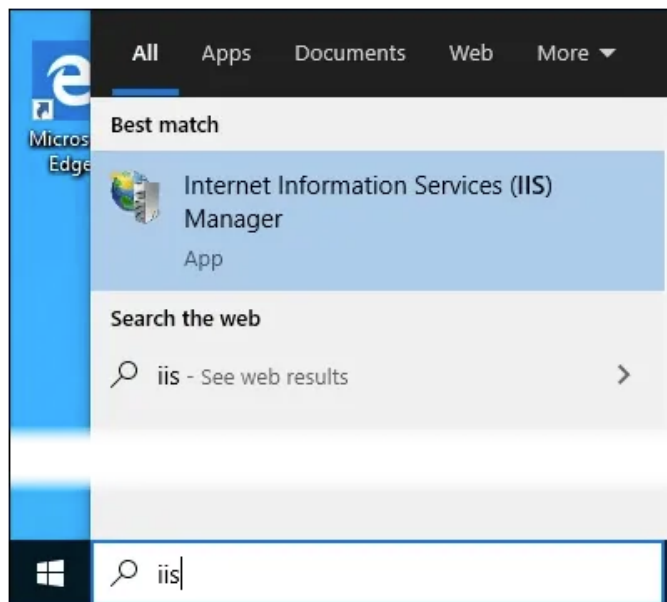 All Apps Documents Web More
Micros
Edge
Best match
Internet Information Services (IIS)
Manager
App
Search the web
iis - See web results
iis